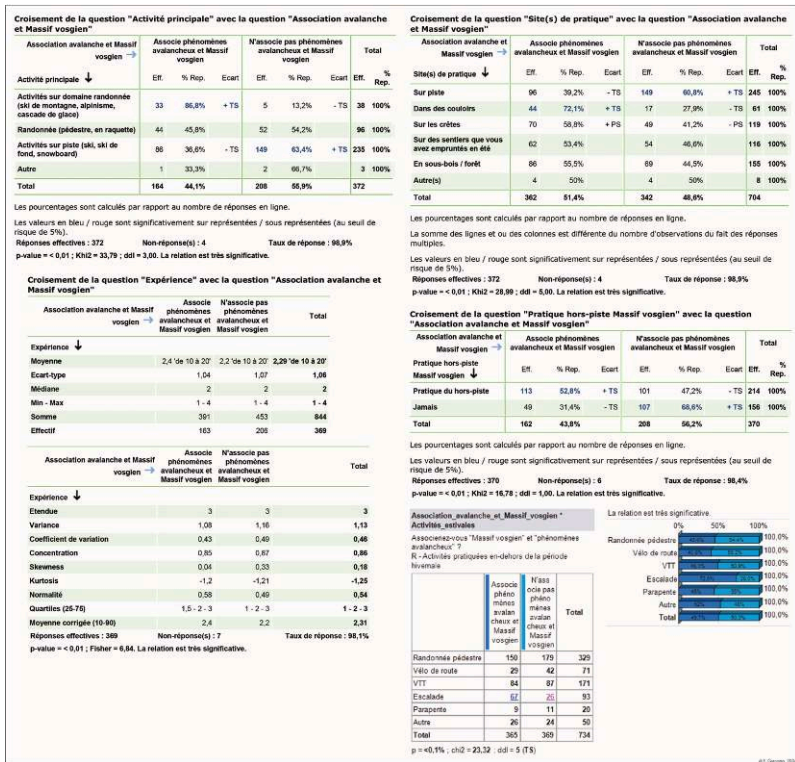 Croisement de la question "Activité principale" avec la question "Association avalanche
et Massif vosgien"
Association avalanche et Massif
vosgien →
Associe phénomènes
avalancheux et Massif
vosgien
N'associe pas phénomènes
avalancheux et Massif
vosgien
Total
Activité principale ↓ Eff. % Rep. Ecart Eff. % Rep. Ecart Eff. % Rep.
Activités sur domaine randonnée
(ski de montagne, alpinisme,
cascade de glace)
33 86,8% + TS 5 13,2% - TS 38 100%
Randonnée (pédestre, en raquette) 44 45,8% 52 54,2% 96 100%
Activités sur piste (ski, ski de
fond, snowboard)
86 36,6% - TS 149 63,4% + TS 235 100%
Autre 1 33,3% 2 66,7% 3 100%
Total 164 44,1% 208 55,9% 372
Les pourcentages sont calculés par rapport au nombre de réponses en ligne.
Les valeurs en bleu / rouge sont significativement sur représentées / sous représentées (au seuil de
risque de 5%).
Réponses effectives : 372 Non-réponse(s) : 4 Taux de réponse : 98,9%
p-value = < 0,01 ; Khi2 = 33,79 ; ddl = 3,00. La relation est très significative.
Croisement de la question "Expérience" avec la question "Association avalanche et
Massif vosgien"
Association avalanche et Massif
vosgien →
Associe
phénomènes
avalancheux et
Massif vosgien
N'associe pas
phénomènes
avalancheux et
Massif vosgien
Total
Expérience ↓
Moyenne 2,4 'de 10 à 20' 2,2 'de 10 à 20' 2,29 'de 10 à 20'
Ecart-type 1,04 1,07 1,06
Médiane 2 2 2
Min - Max 1 - 4 1 - 4 1 - 4
Somme 391 453 844
Effectif 163 206 369
Association avalanche et Massif
vosgien →
Associe
phénomènes
avalancheux et
Massif vosgien
N'associe pas
phénomènes
avalancheux et
Massif vosgien
Total
Expérience ↓
Etendue 3 3 3
Variance 1,08 1,16 1,13
Coefficient de variation 0,43 0,49 0,46
Concentration 0,85 0,87 0,86
Skewness 0,04 0,33 0,18
Kurtosis -1,2 -1,21 -1,25
Normalité 0,58 0,49 0,54
Quartiles (25-75) 1,5 - 2 - 3 1 - 2 - 3 1 - 2 - 3
Moyenne corrigée (10-90) 2,4 2,2 2,31
Réponses effectives : 369 Non-réponse(s) : 7 Taux de réponse : 98,1%
p-value = < 0,01 ; Fisher = 6,84. La relation est très significative.
Croisement de la question "Site(s) de pratique" avec la question "Association avalanche
et Massif vosgien"
Association avalanche et
Massif vosgien →
Associe phénomènes
avalancheux et Massif vosgien
N'associe pas phénomènes
avalancheux et Massif vosgien
Total
Site(s) de pratique ↓ Eff. % Rep. Ecart Eff. % Rep. Ecart Eff. % Rep.
Sur piste 96 39,2% - TS 149 60,8% + TS 245 100%
Dans des couloirs 44 72,1% + TS 17 27,9% - TS 61 100%
Sur les crêtes 70 58,8% + PS 49 41,2% - PS 119 100%
Sur des sentiers que vous
avez empruntés en été
62 53,4% 54 46,6% 116 100%
En sous-bois / forêt 86 55,5% 69 44,5% 155 100%
Autre(s) 4 50% 4 50% 8 100%
Total 362 51,4% 342 48,6% 704
Les pourcentages sont calculés par rapport au nombre de réponses en ligne.
La somme des lignes et ou des colonnes est différente du nombre d'observations du fait des réponses
multiples.
Les valeurs en bleu / rouge sont significativement sur représentées / sous représentées (au seuil de
risque de 5%).
Réponses effectives : 372 Non-réponse(s) : 4 Taux de réponse : 98,9%
p-value = < 0,01 ; Khi2 = 28,99 ; ddl = 5,00. La relation est très significative.
Croisement de la question "Pratique hors-piste Massif vosgien" avec la question
"Association avalanche et Massif vosgien"
Association avalanche et
Massif vosgien →
Associe phénomènes
avalancheux et Massif vosgien
N'associe pas phénomènes
avalancheux et Massif vosgien
Total
Pratique hors-piste
Massif vosgien ↓
Eff. % Rep. Ecart Eff. % Rep. Ecart Eff. % Rep.
Pratique du hors-piste 113 52,8% + TS 101 47,2% - TS 214 100%
Jamais 49 31,4% - TS 107 68,6% + TS 156 100%
Total 162 43,8% 208 56,2% 370
Les pourcentages sont calculés par rapport au nombre de réponses en ligne.
Les valeurs en bleu / rouge sont significativement sur représentées / sous représentées (au seuil de
risque de 5%).
Réponses effectives : 370 Non-réponse(s) : 6 Taux de réponse : 98,4%
p-value = < 0,01 ; Khi2 = 16,78 ; ddl = 1,00. La relation est très significative.
Association_avalanche_et_Massif_vosgien *
Activités_estivales
Associez-vous "Massif vosgien" et "phénomènes
avalancheux" ?
R - Activités pratiquées en-dehors de la période
hivernale
Associe
phéno
mènes
avalan
cheux et
Massif
vosgien
N'ass
ocie pas
phéno
mènes
avalan
cheux et
Massif
vosgien
Total
Randonnée pédestre 150 179 329
Vélo de route 29 42 71
VTT 84 87 171
Escalade 67 26 93
Parapente 9 11 20
Autre 26 24 50
Total 365 369 734
p = <0,1% ; chi2 = 23,32 ; ddl = 5 (TS)
La relation est très significative.
0% 50% 100%
Randonnée pédestre 100,0%
Vélo de route 100,0%
VTT 100,0%
Escalade 100,0%
Parapente 100,0%
Autre 100,0%
Total 100,0%